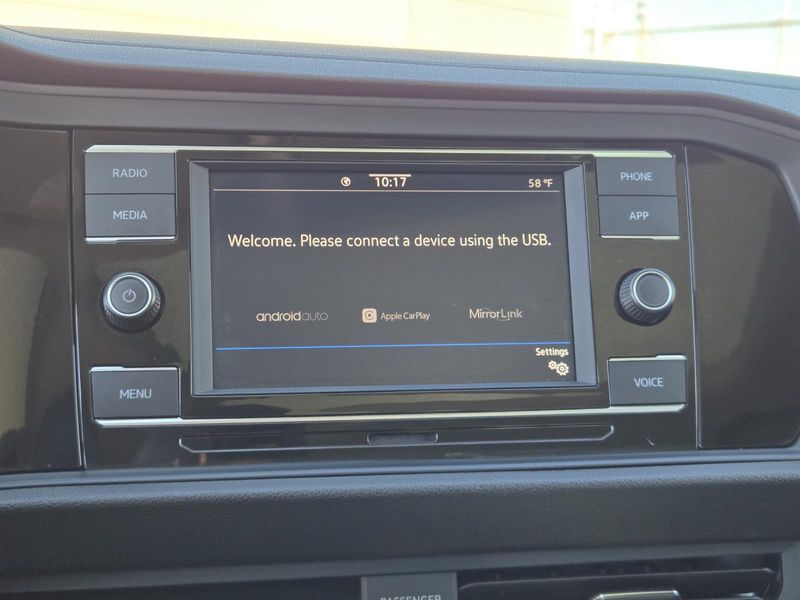 RADIO
MEDIA
10:17
58 °F
PHONE
APP
Welcome. Please connect a device using the USB.
androidauto
Apple CarPlay
MirrorLink
Settings
MENU
VOICE
PASSENGER